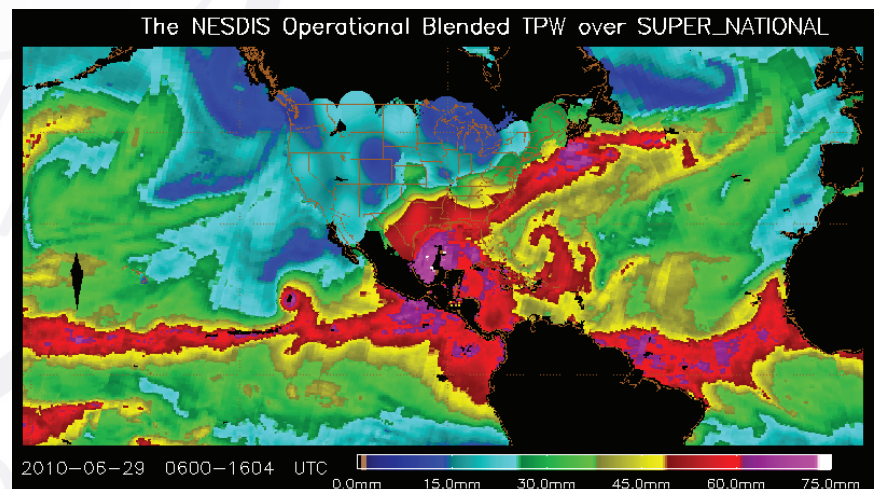 The NESDIS Operational Blended TPW over SUPER_NATIONAL
2010-06-29 0600-1604 UTC
0.0mm 15.0mm 30.0mm 45.0mm 60.0mm 75.0mm